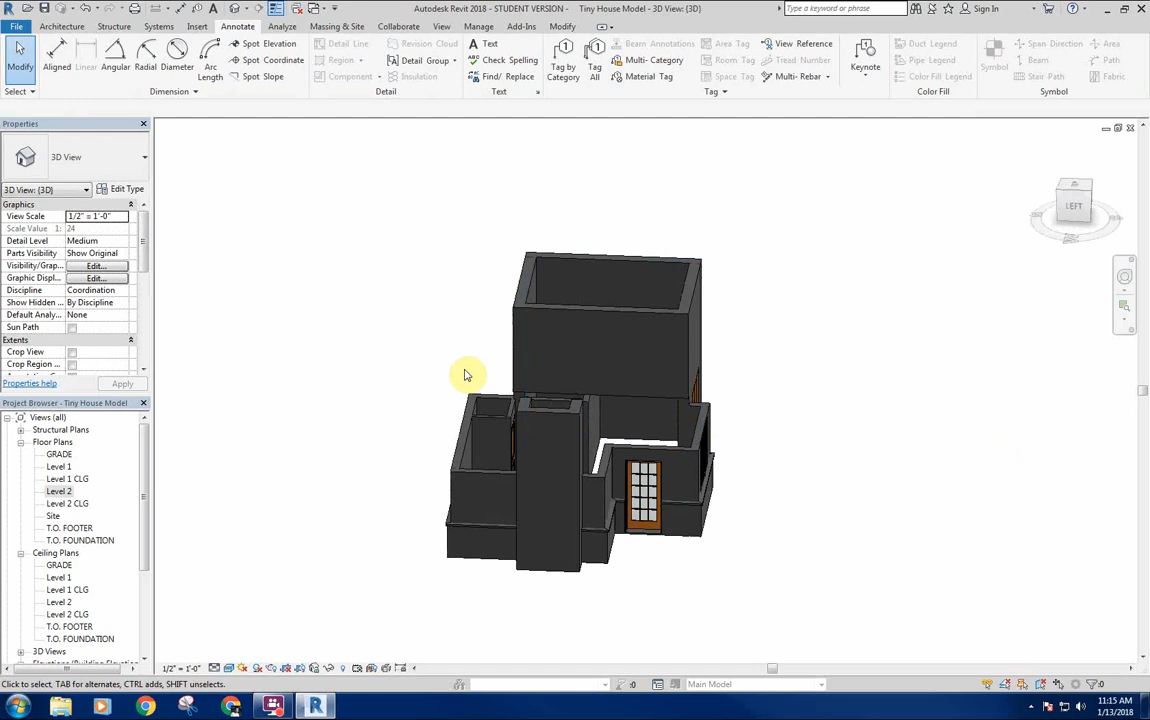 Autodesk Revit 2018 - STUDENT VERSION - Tiny House Model - [3D View: {3D}]
Type a keyword or phrase
Sign In
File Architecture Structure Systems Insert Annotate Analyze Massing & Site Collaborate View Manage Add-Ins Modify
Modify
Select
Aligned Linear Angular Radial Diameter Arc Length
Spot Elevation
Spot Coordinate
Spot Slope
Dimension
Detail Line
Region
Component
Revision Cloud
Detail Group
Insulation
Detail
Text
Check Spelling
Find/ Replace
Text
Tag by Category
Tag All
Beam Annotations
Multi- Category
Material Tag
Area Tag
Room Tag
Space Tag
View Reference
Tread Number
Multi- Rebar
Tag
Keynote
Duct Legend
Pipe Legend
Color Fill Legend
Color Fill
Symbol
Span Direction
Beam
Stair Path
Area
Path
Fabric
Symbol
Properties
3D View
3D View: {3D} Edit Type
Graphics
View Scale 1/2" = 1'-0"
Scale Value 1: 24
Detail Level Medium
Parts Visibility Show Original
Visibility/Grap... Edit...
Graphic Displ... Edit...
Discipline Coordination
Show Hidden ... By Discipline
Default Analy... None
Sun Path
Extents
Crop View
Crop Region ...
Properties help Apply
Project Browser - Tiny House Model
Views (all)
Structural Plans
Floor Plans
GRADE
Level 1
Level 1 CLG
Level 2
Level 2 CLG
Site
T.O. FOOTER
T.O. FOUNDATION
Ceiling Plans
GRADE
Level 1
Level 1 CLG
Level 2
Level 2 CLG
T.O. FOOTER
T.O. FOUNDATION
3D Views
LEFT
1/2" = 1'-0"
Click to select, TAB for alternates, CTRL adds, SHIFT unselects.
:0
Main Model
:0
11:15 AM
1/13/2018